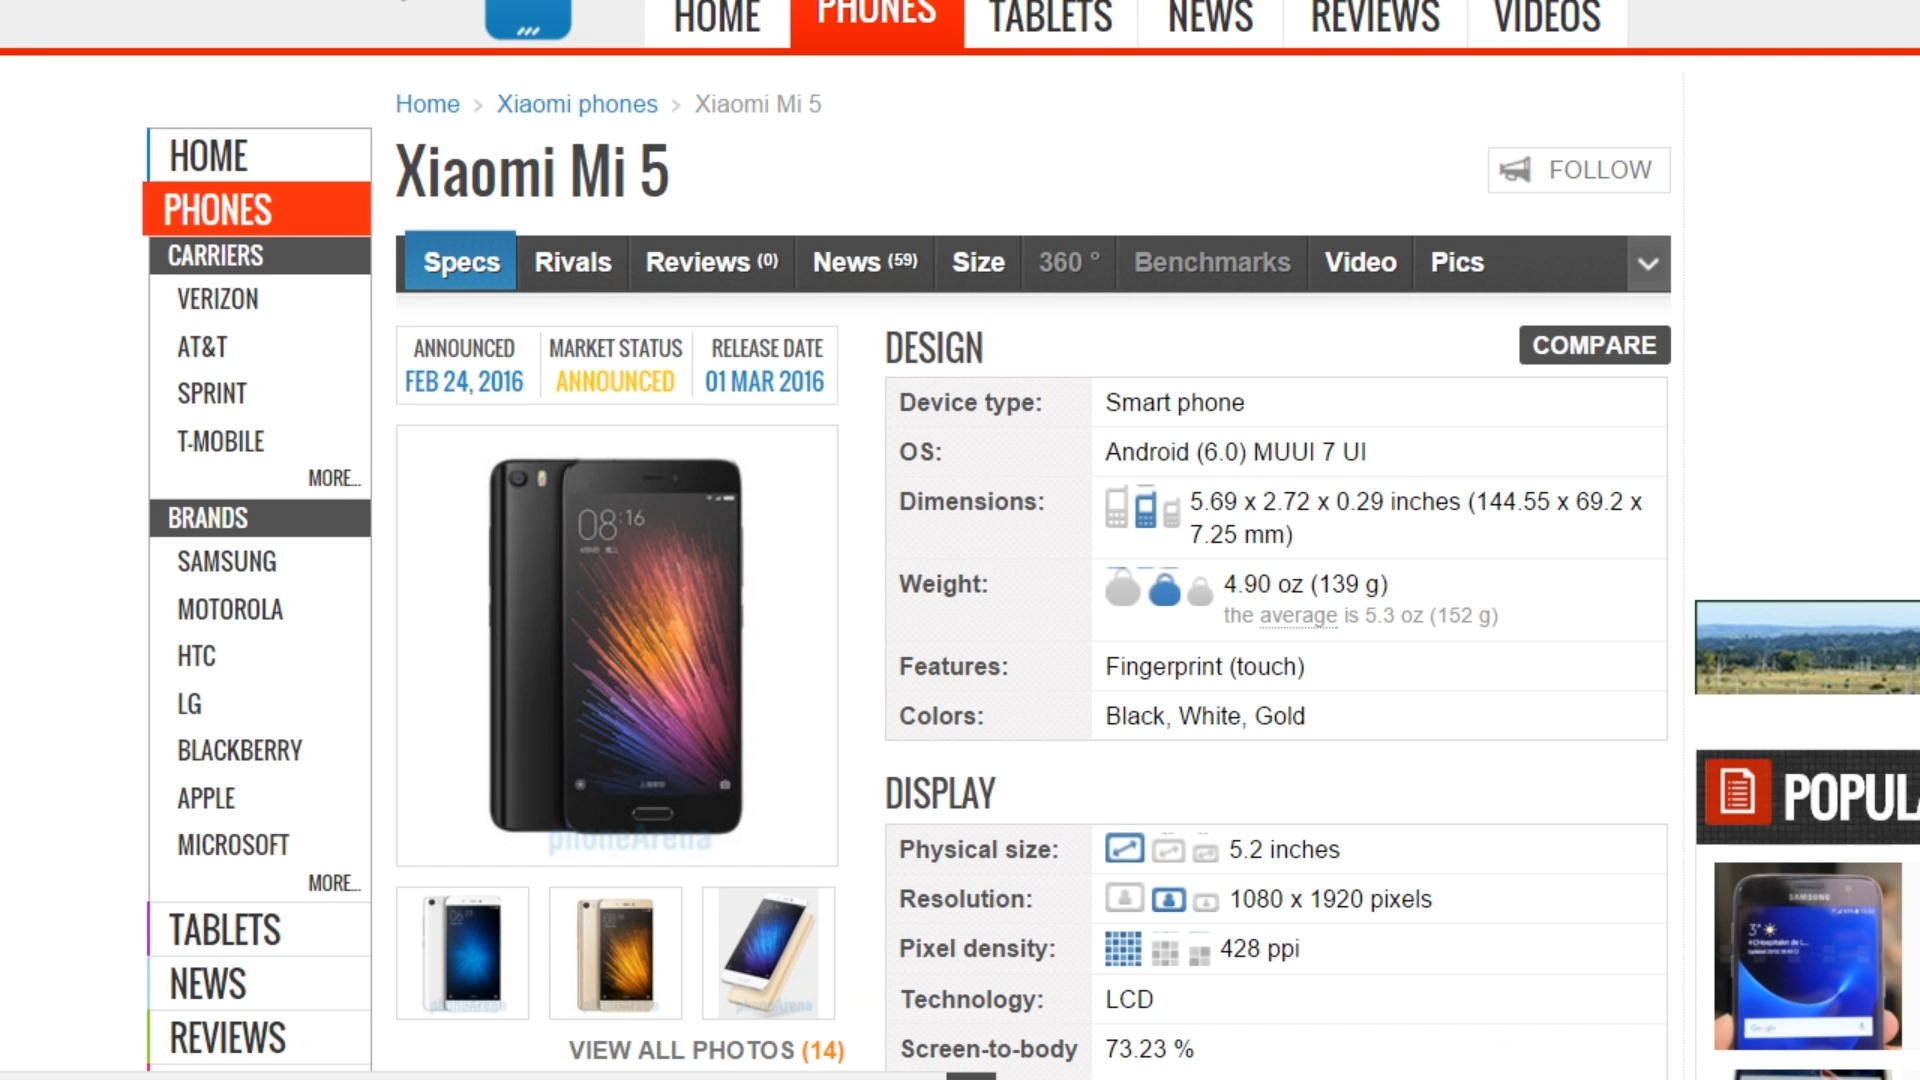 HOME
PHONES
TABLETS
NEWS
REVIEWS
VIDEOS
Home > Xiaomi phones > Xiaomi Mi 5
HOME
PHONES
CARRIERS
VERIZON
AT&T
SPRINT
T-MOBILE
MORE...
BRANDS
SAMSUNG
MOTOROLA
HTC
LG
BLACKBERRY
APPLE
MICROSOFT
MORE...
TABLETS
NEWS
REVIEWS
Xiaomi Mi 5
FOLLOW
Specs
Rivals
Reviews (0)
News (59)
Size
360 °
Benchmarks
Video
Pics
ANNOUNCED
FEB 24, 2016
MARKET STATUS
ANNOUNCED
RELEASE DATE
01 MAR 2016
08:16
phoneArena
VIEW ALL PHOTOS (14)
DESIGN
COMPARE
Device type: Smart phone
OS: Android (6.0) MUUI 7 UI
Dimensions: 5.69 x 2.72 x 0.29 inches (144.55 x 69.2 x
7.25 mm)
Weight: 4.90 oz (139 g)
the average is 5.3 oz (152 g)
Features: Fingerprint (touch)
Colors: Black, White, Gold
DISPLAY
Physical size: 5.2 inches
Resolution: 1080 x 1920 pixels
Pixel density: 428 ppi
Technology: LCD
Screen-to-body 73.23 %
POPUL
SAMSUNG
3°
Google